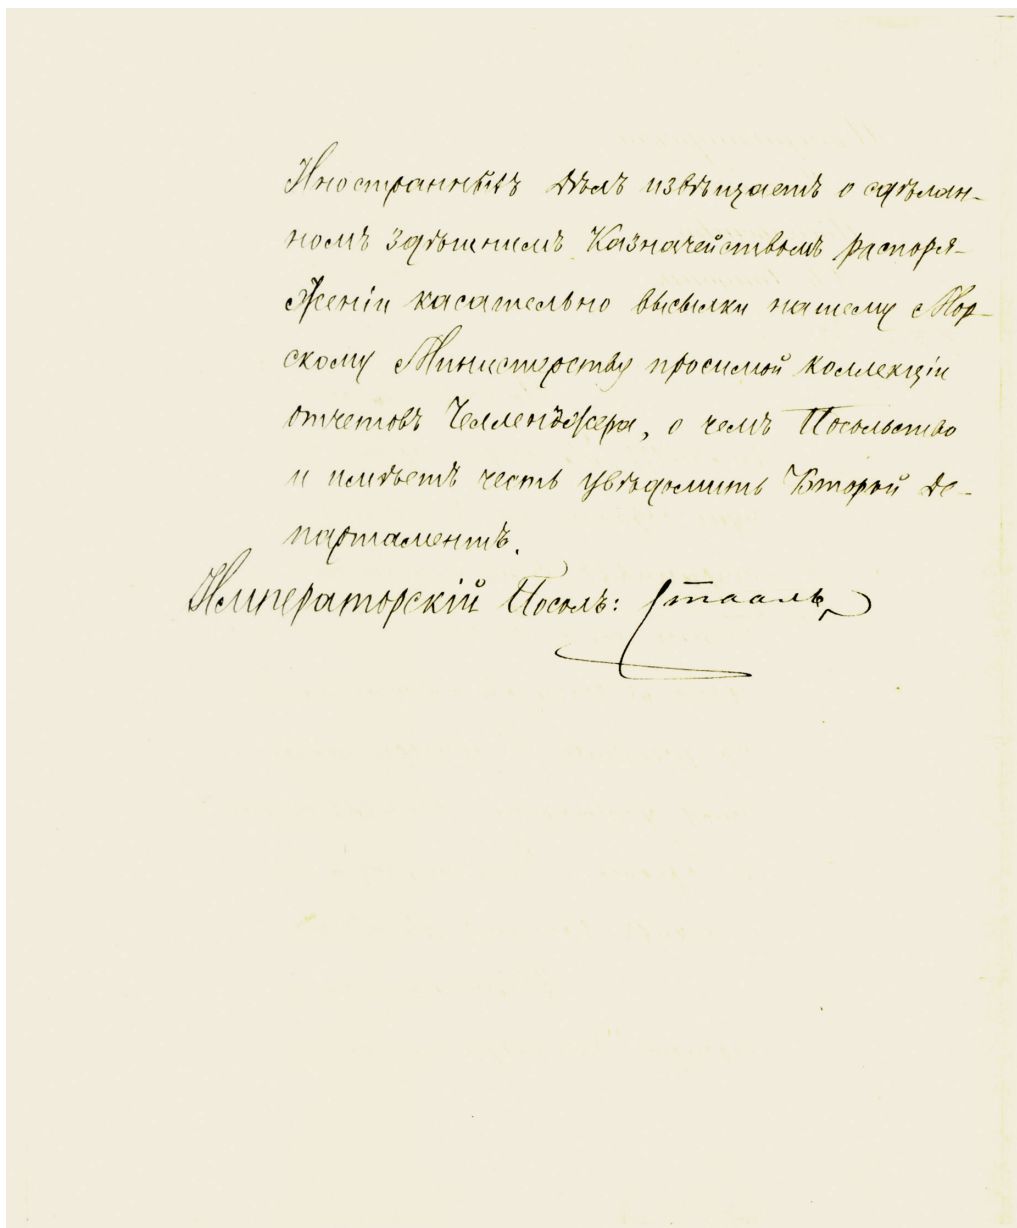 Иностранныхъ Дѣлъ извѣщаетъ о сдѣлан-
номъ здѣшнимъ Казначействомъ распоря-
женіи касательно высылки нашему Мор-
скому Министерству просимой коллекціи
отчетовъ Челленджера, о чемъ Посольство
и имѣетъ честь увѣдомить Второй Де-
партаментъ.
Императорскій Посолъ: Стааль